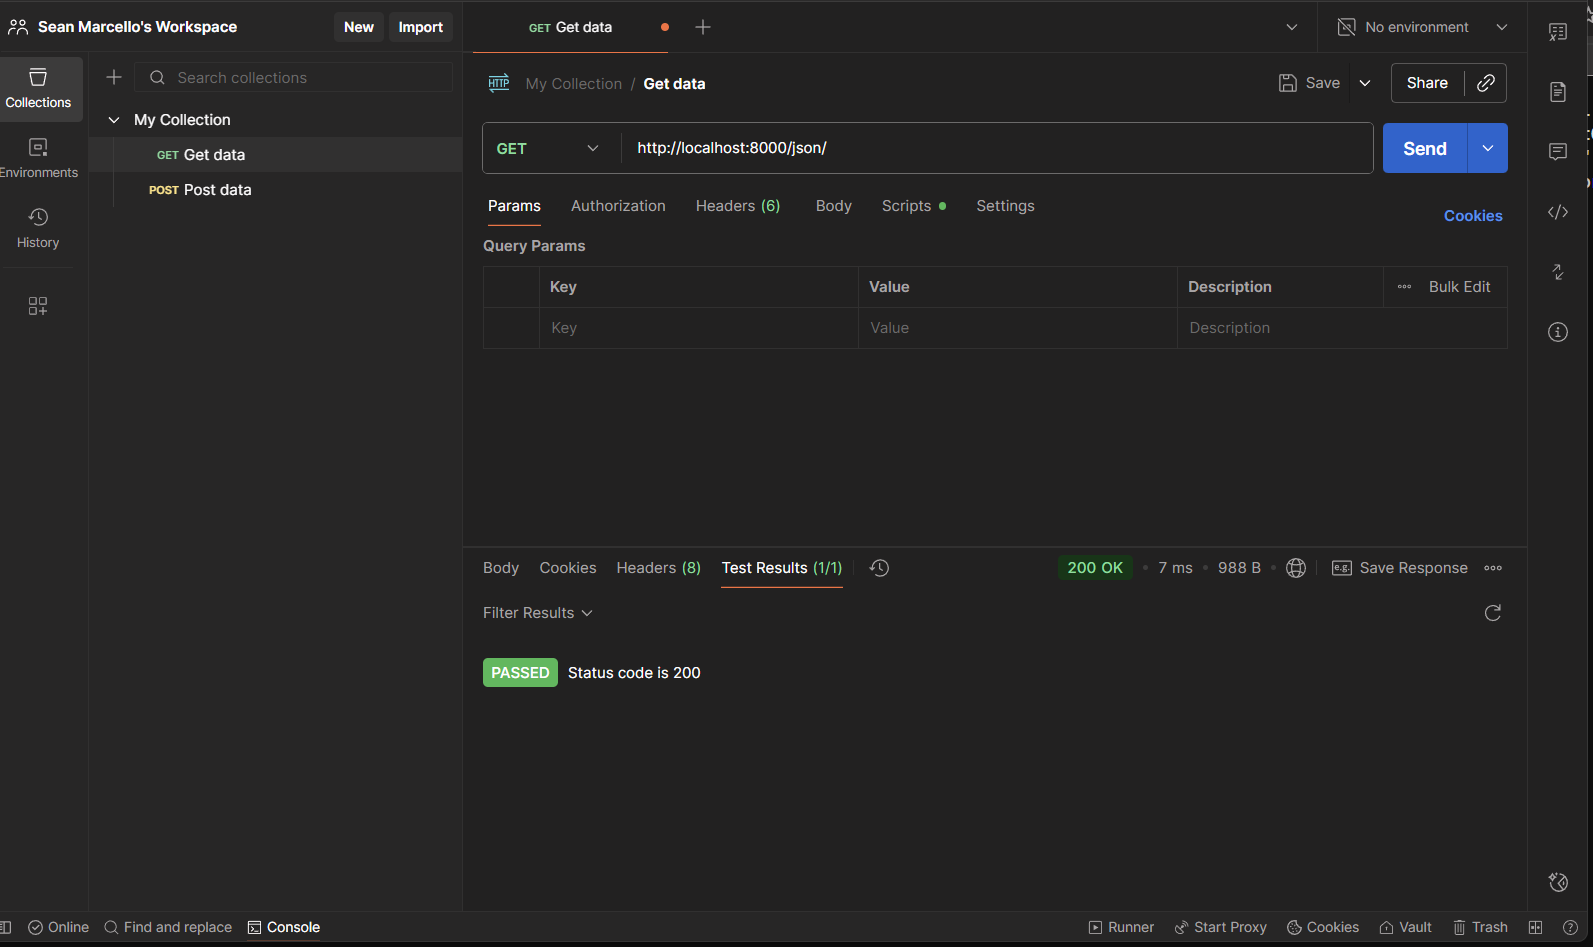 Sean Marcello's Workspace
New
Import
GET Get data
No environment
Collections
Environments
History
Search collections
My Collection
GET Get data
POST Post data
HTTP
My Collection / Get data
Save
Share
GET
http://localhost:8000/json/
Send
Params
Authorization
Headers (6)
Body
Scripts
Settings
Cookies
Query Params
Key
Value
Description
Bulk Edit
Key
Value
Description
Body
Cookies
Headers (8)
Test Results (1/1)
200 OK
7 ms
988 B
e.g.
Save Response
Filter Results
PASSED
Status code is 200
Online
Find and replace
Console
Runner
Start Proxy
Cookies
Vault
Trash